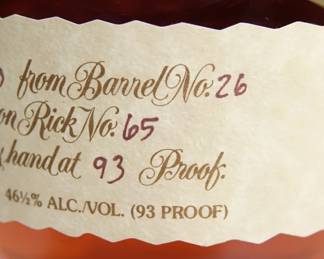 from Barrel No. 26
on Rick No. 65
hand at 93 Proof.
46½% ALC./VOL. (93 PROOF)